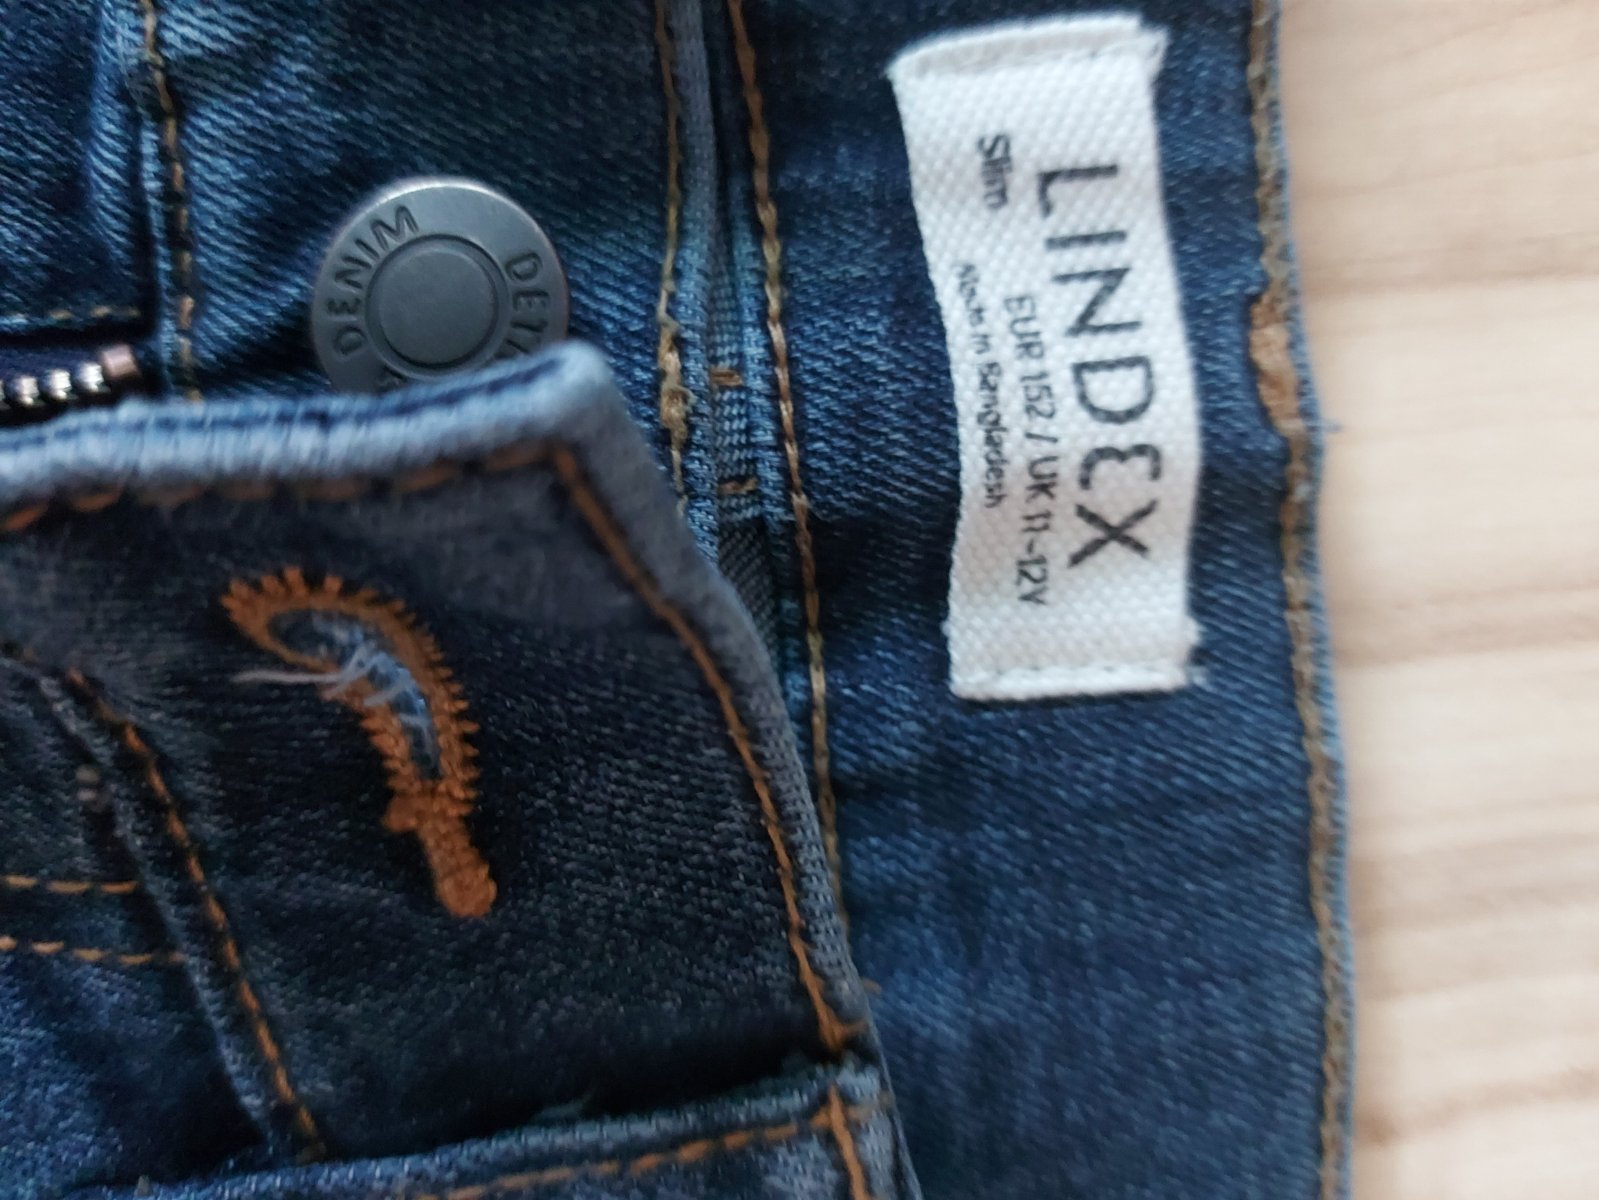 LINDEX
Slim
EUR 152 / UK 11-12Y
Made in Bangladesh
DENIM